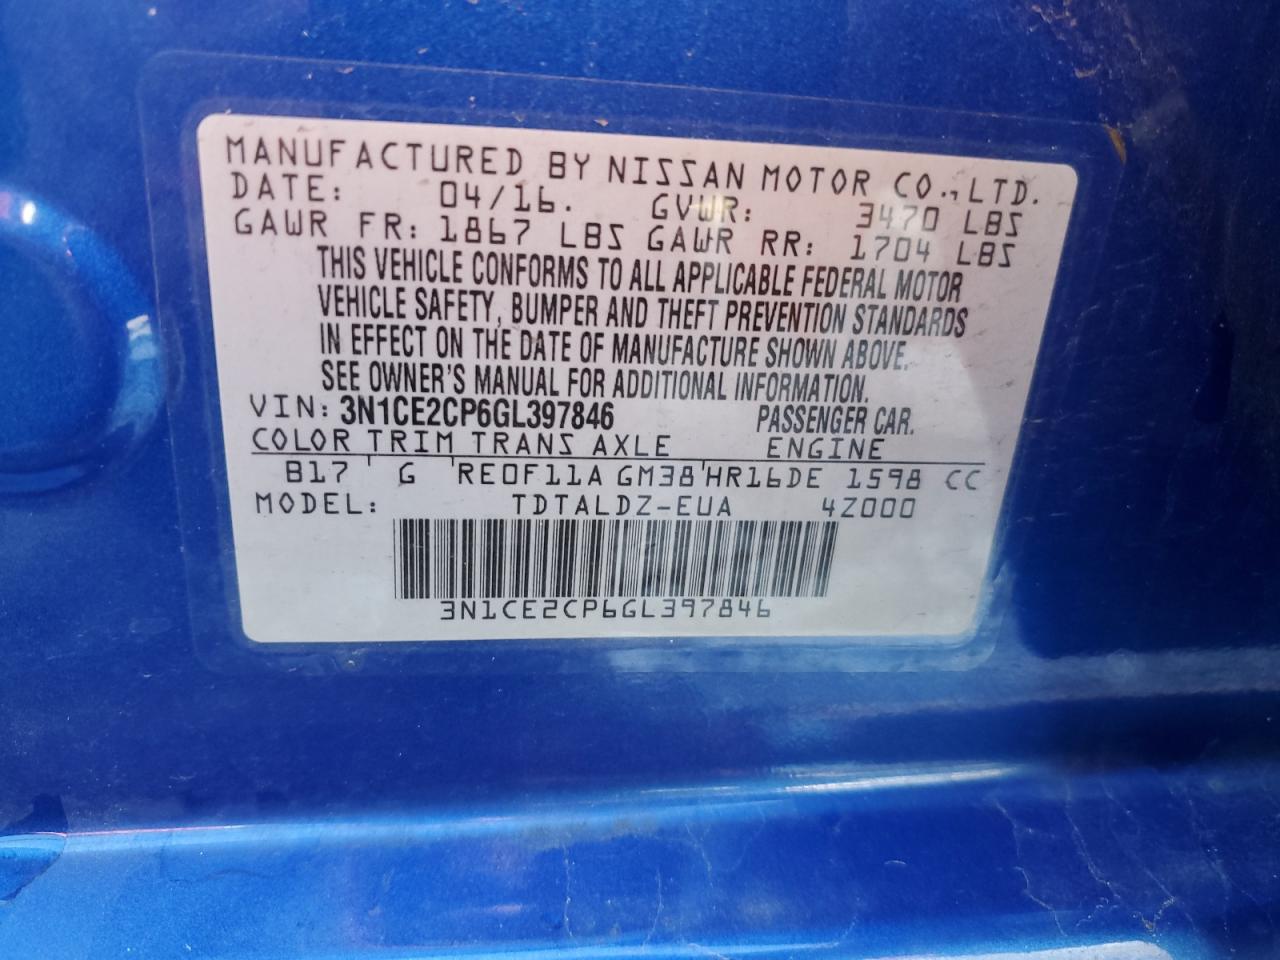 MANUFACTURED BY NISSAN MOTOR CO.,LTD.
DATE: 04/16. GVWR: 3470 LBS
GAWR FR: 1867 LBS GAWR RR: 1704 LBS
THIS VEHICLE CONFORMS TO ALL APPLICABLE FEDERAL MOTOR
VEHICLE SAFETY, BUMPER AND THEFT PREVENTION STANDARDS
IN EFFECT ON THE DATE OF MANUFACTURE SHOWN ABOVE.
SEE OWNER'S MANUAL FOR ADDITIONAL INFORMATION.
VIN: 3N1CE2CP6GL397846 PASSENGER CAR.
COLOR TRIM TRANS AXLE ENGINE
B17 G RE0F11A GM38 HR16DE 1598 CC
MODEL: TDTALDZ-EUA 4Z000
3N1CE2CP6GL397846